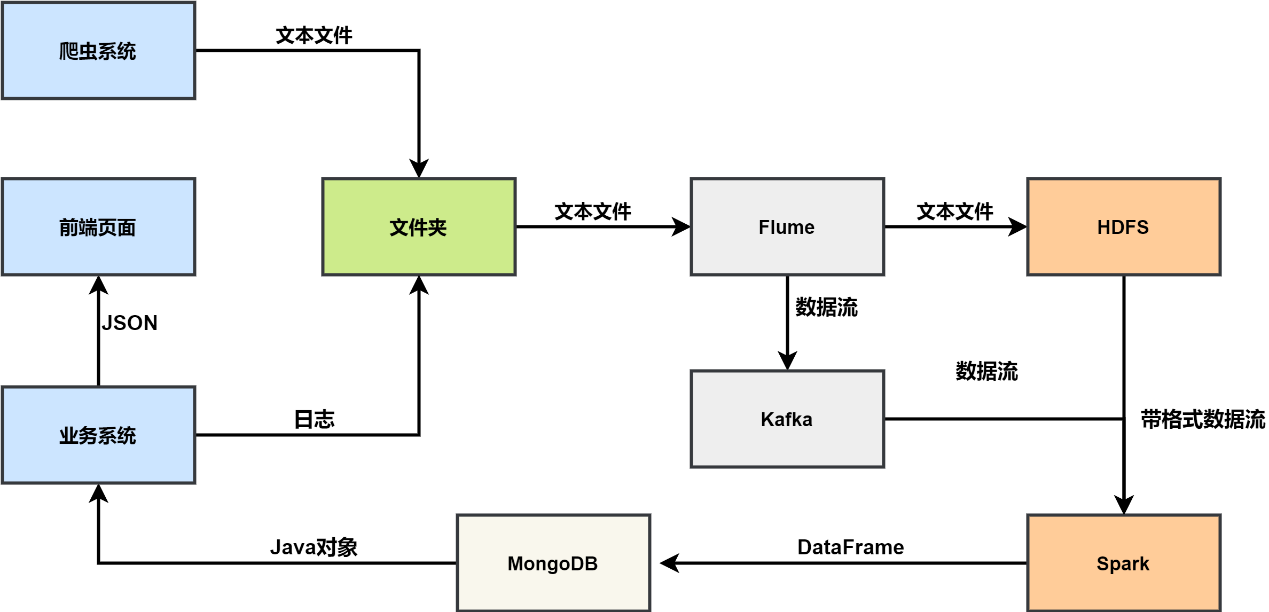 爬虫系统
文本文件
前端页面
文件夹
文本文件
Flume
文本文件
HDFS
JSON
数据流
数据流
业务系统
日志
Kafka
带格式数据流
Java对象
MongoDB
DataFrame
Spark